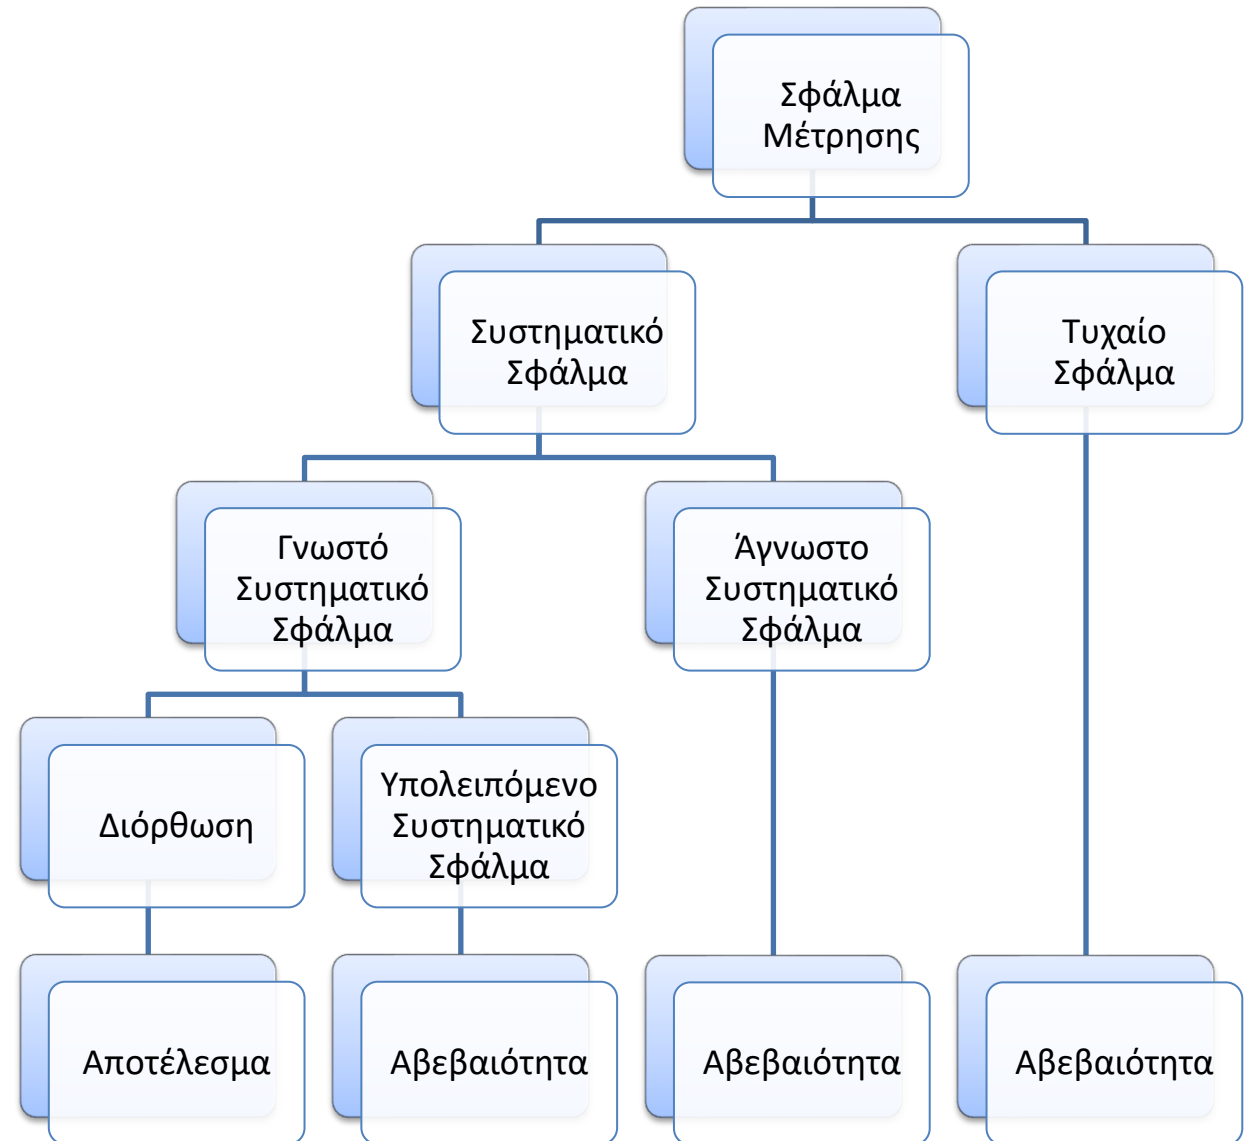 Σφάλμα
Μέτρησης
Συστηματικό
Σφάλμα
Τυχαίο
Σφάλμα
Γνωστό
Συστηματικό
Σφάλμα
Άγνωστο
Συστηματικό
Σφάλμα
Διόρθωση
Υπολειπόμενο
Συστηματικό
Σφάλμα
Αποτέλεσμα
Αβεβαιότητα
Αβεβαιότητα
Αβεβαιότητα